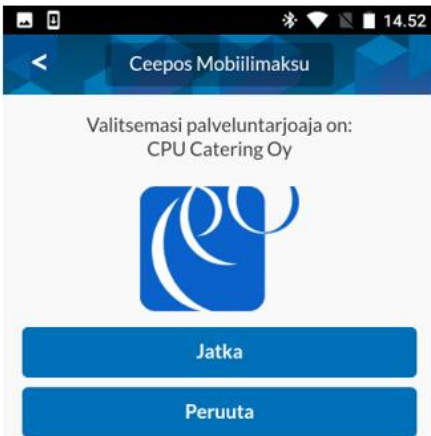 14.52
< Ceepos Mobiilimaksu
Valitsemasi palveluntarjoaja on:
CPU Catering Oy
Jatka
Peruuta